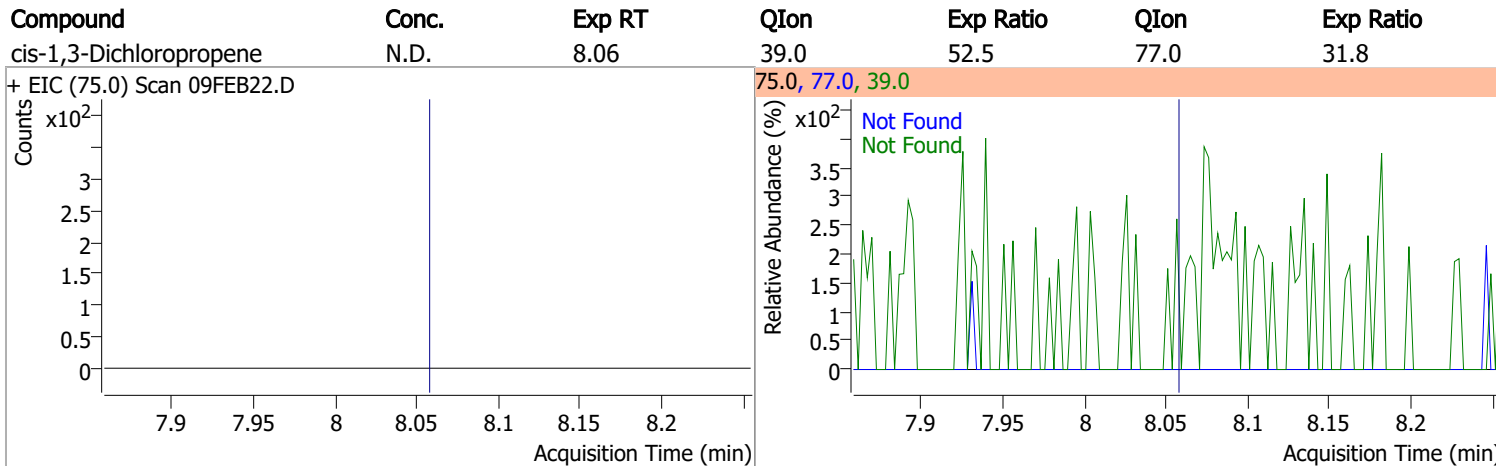 Compound Conc. Exp RT QIon Exp Ratio QIon Exp Ratio
cis-1,3-Dichloropropene N.D. 8.06 39.0 52.5 77.0 31.8
+ EIC (75.0) Scan 09FEB22.D
Counts
x10²
3
2.5
2
1.5
1
0.5
0
7.9 7.95 8 8.05 8.1 8.15 8.2
Acquisition Time (min)
75.0, 77.0, 39.0
Relative Abundance (%)
x10²
Not Found
Not Found
3.5
3
2.5
2
1.5
1
0.5
0
7.9 7.95 8 8.05 8.1 8.15 8.2
Acquisition Time (min)